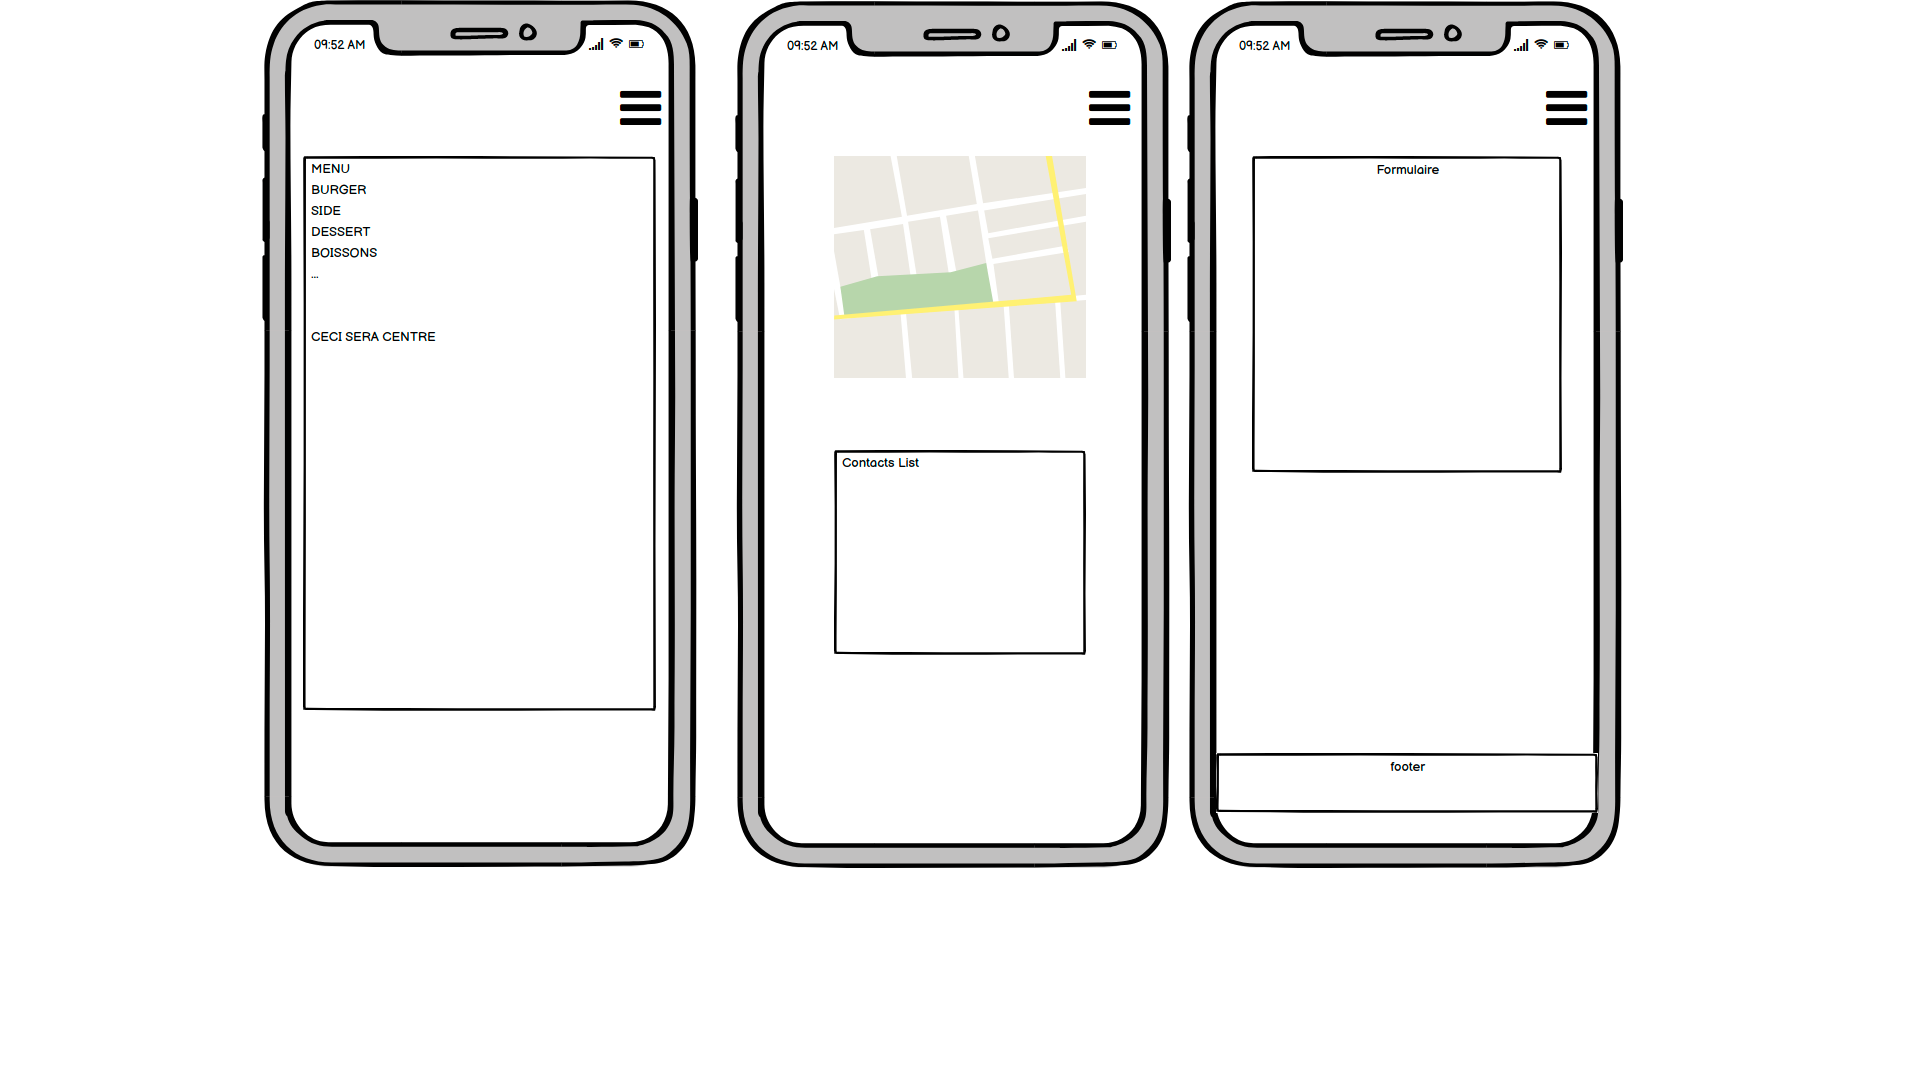 09:52 AM
MENU
BURGER
SIDE
DESSERT
BOISSONS
...
CECI SERA CENTRE
09:52 AM
Contacts List
09:52 AM
Formulaire
footer